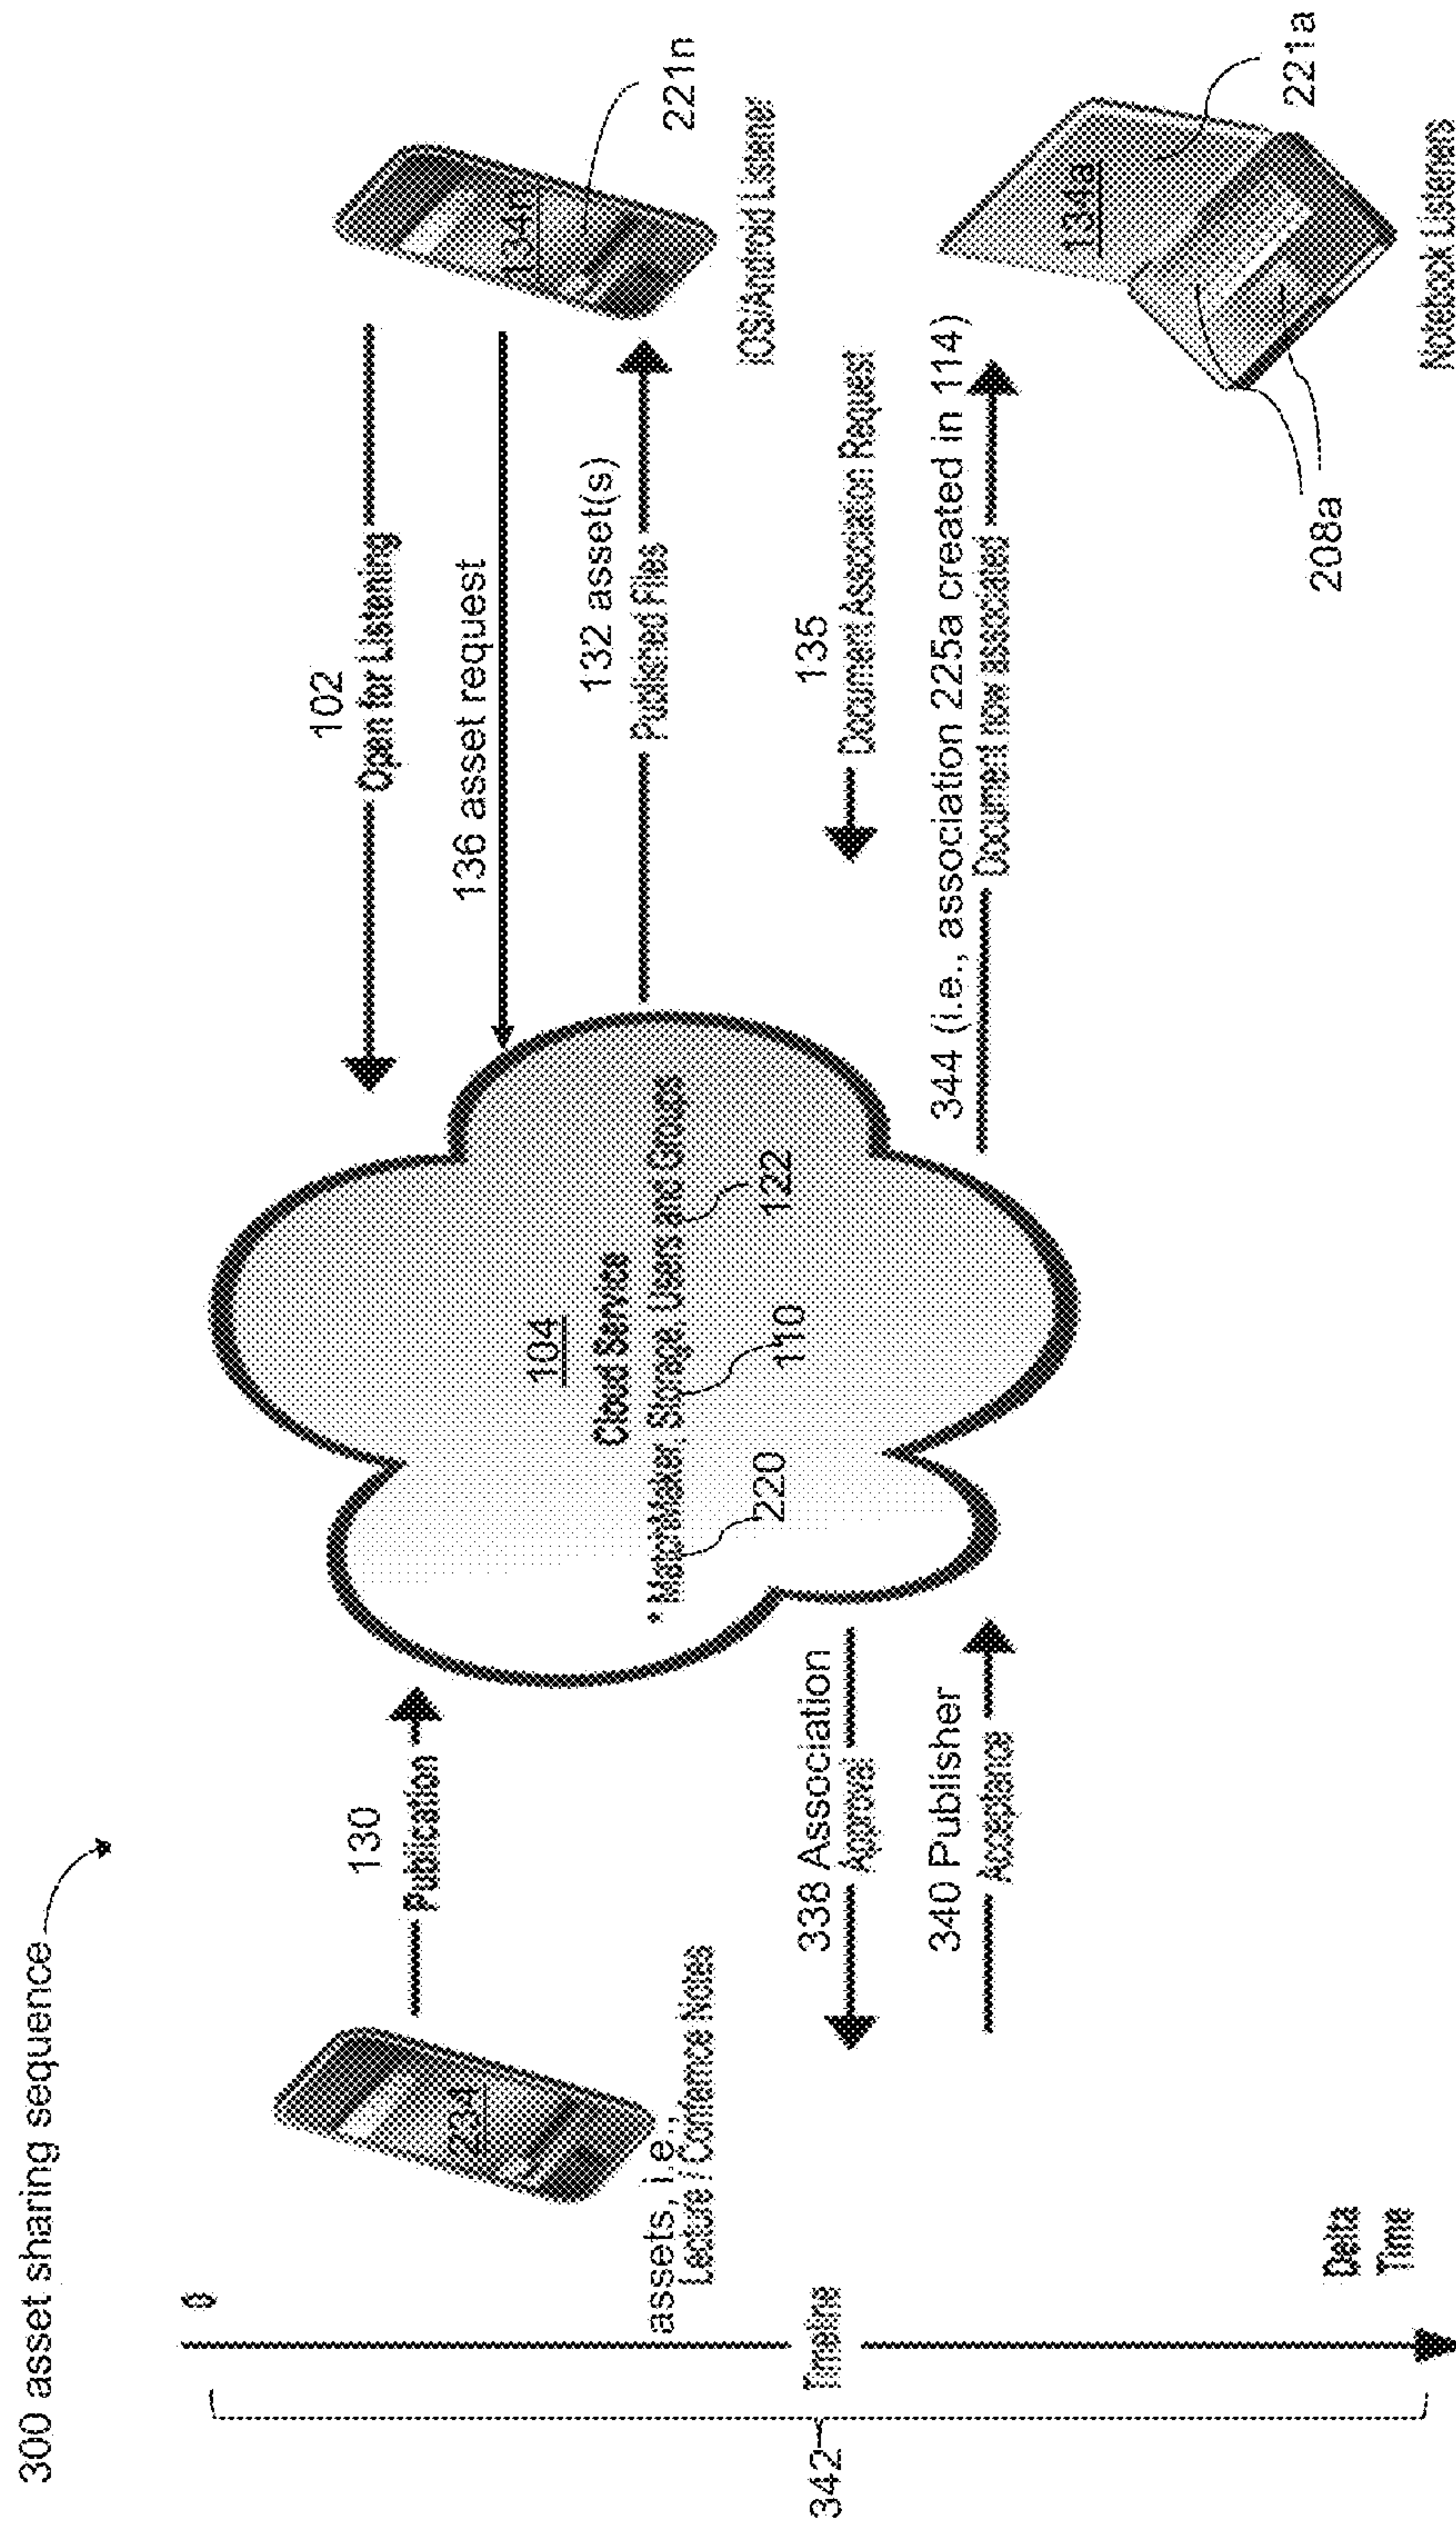 300 asset sharing sequence
0
130
Publication
102
Open for Listening
136 asset request
132 asset(s)
Published Files
234
134n
221n
iOS/Android Listener
assets, i.e.,
Lecture / Conference Notes
104
Cloud Service
* MatchMaker, Storage, Users and Groups
220
110
122
Timeline
342
338 Association
Approval
340 Publisher
Acceptance
135
Document Association Request
344 (i.e., association 225a created in 114)
Document now associated
134a
221a
208a
Notebook Listeners
Delta
Time